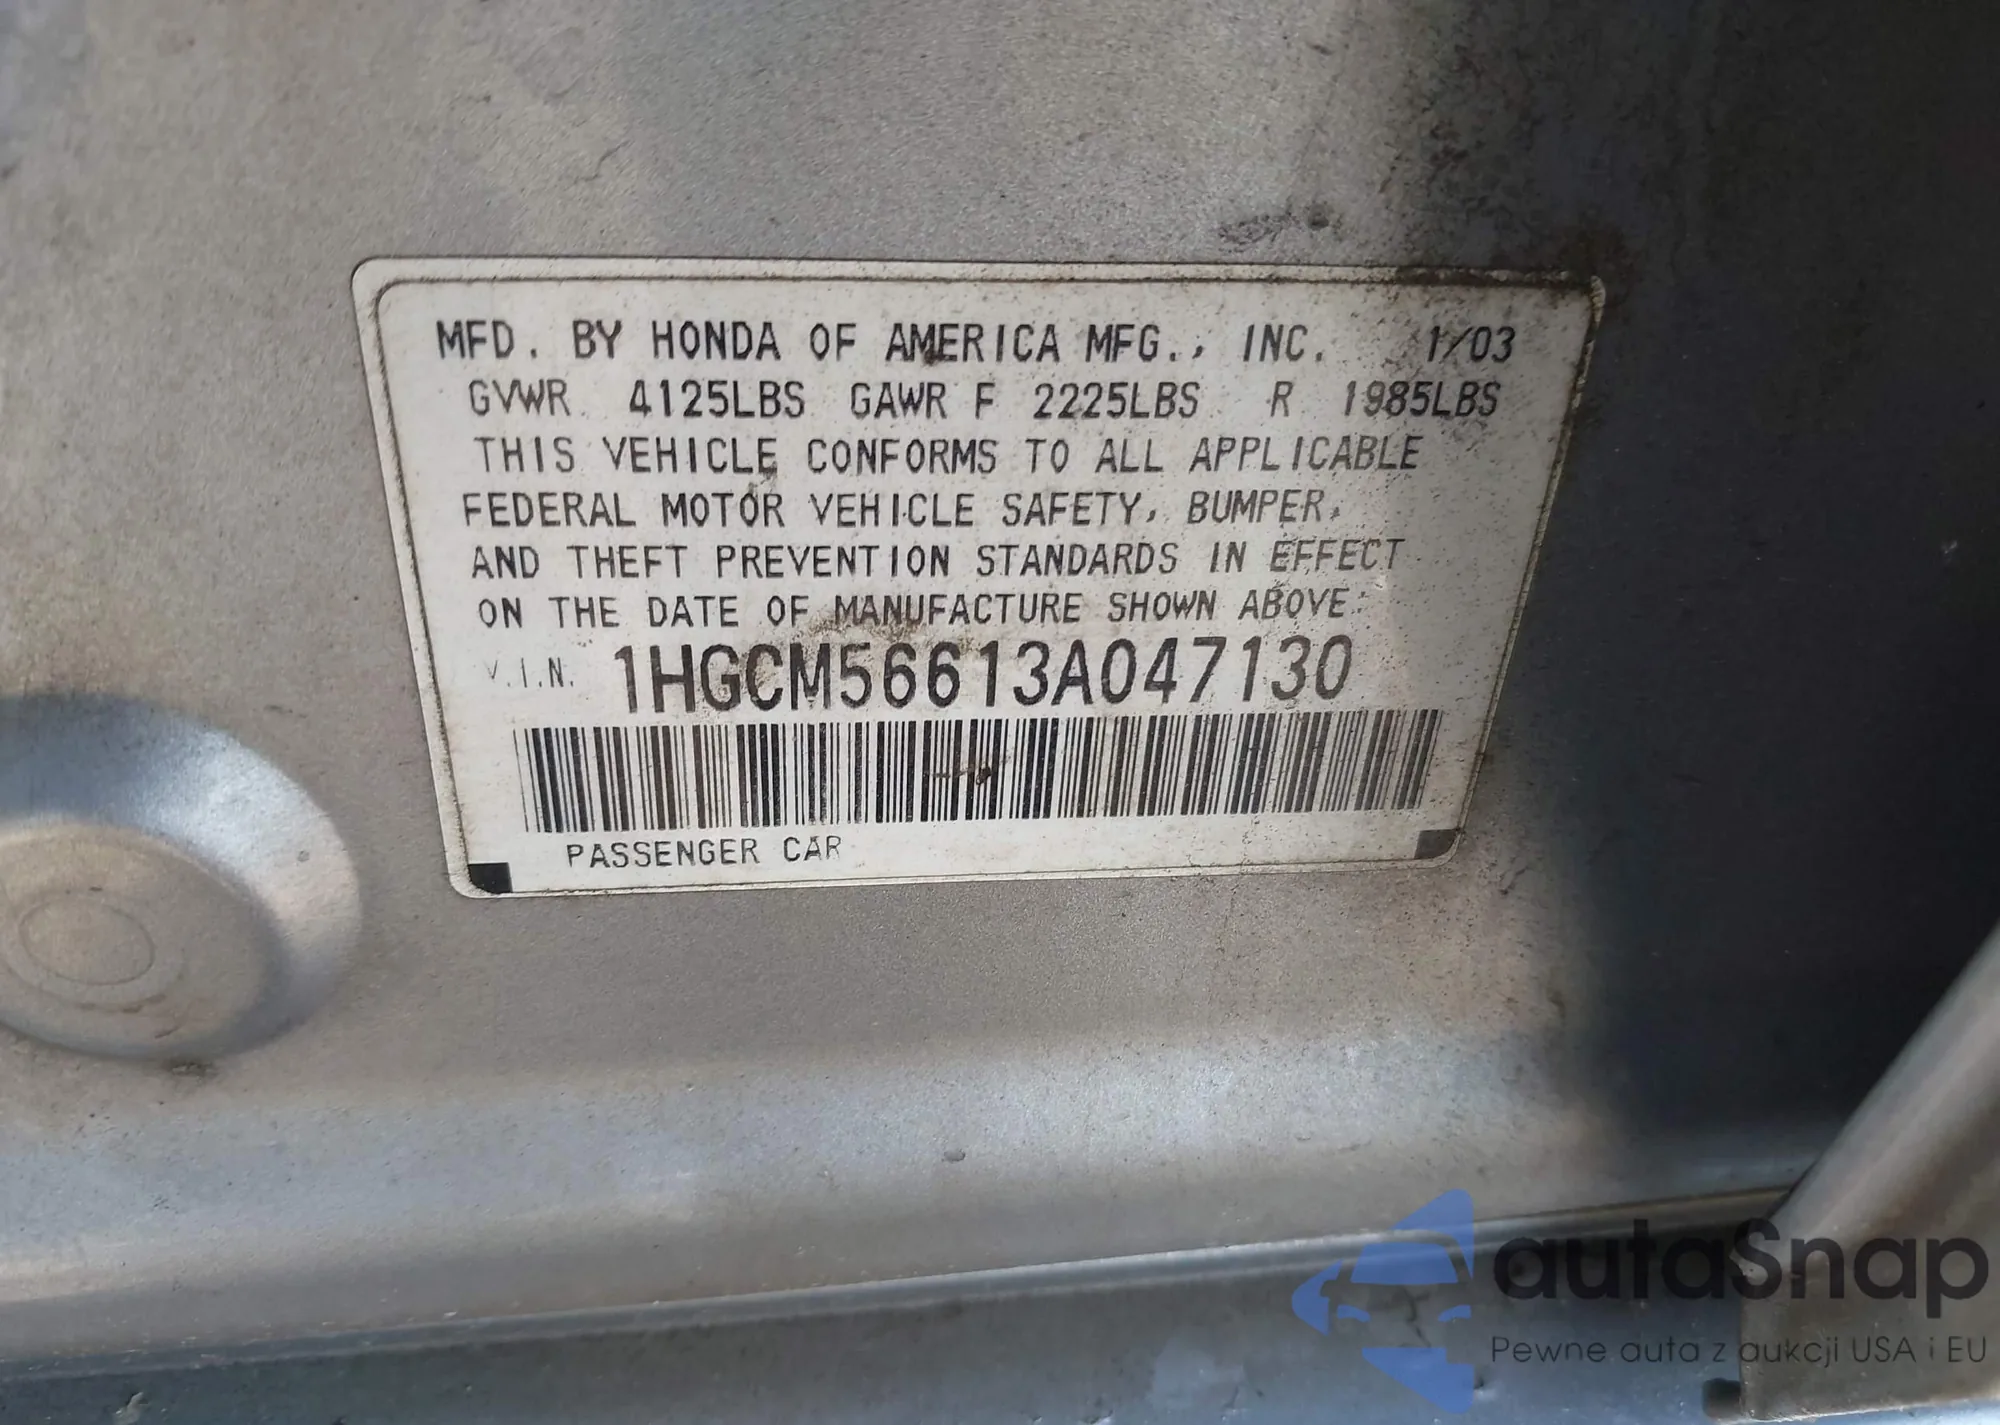 MFD. BY HONDA OF AMERICA MFG., INC. 1/03
GVWR 4125LBS GAWR F 2225LBS R 1985LBS
THIS VEHICLE CONFORMS TO ALL APPLICABLE
FEDERAL MOTOR VEHICLE SAFETY, BUMPER,
AND THEFT PREVENTION STANDARDS IN EFFECT
ON THE DATE OF MANUFACTURE SHOWN ABOVE:
V.I.N. 1HGCM56613A047130
PASSENGER CAR
autaSnap
Pewne auta z aukcji USA i EU